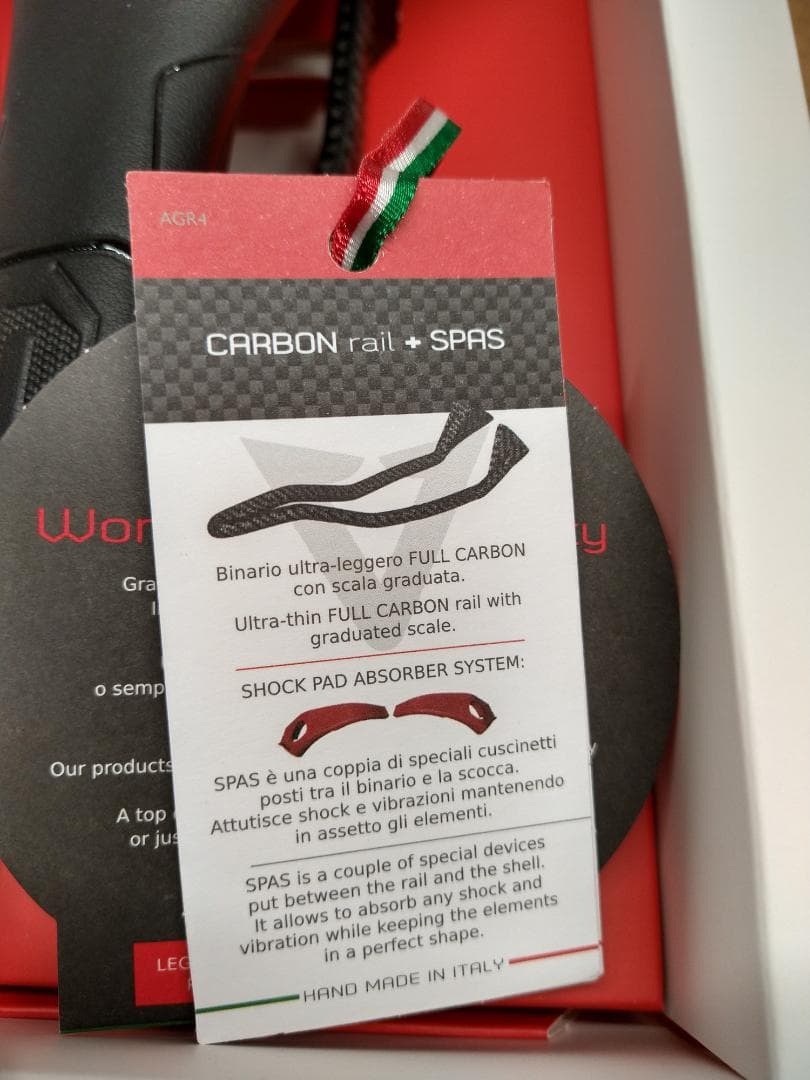 AGR4
CARBON rail + SPAS
Binario ultra-leggero FULL CARBON
con scala graduata.
Ultra-thin FULL CARBON rail with
graduated scale.
SHOCK PAD ABSORBER SYSTEM:
SPAS è una coppia di speciali cuscinetti
posti tra il binario e la scocca.
Attutisce shock e vibrazioni mantenendo
in assetto gli elementi.
SPAS is a couple of special devices
put between the rail and the shell.
It allows to absorb any shock and
vibration while keeping the elements
in a perfect shape.
HAND MADE IN ITALY
Wor
ty
Gra
o semp
Our products
A top
or jus
LEG